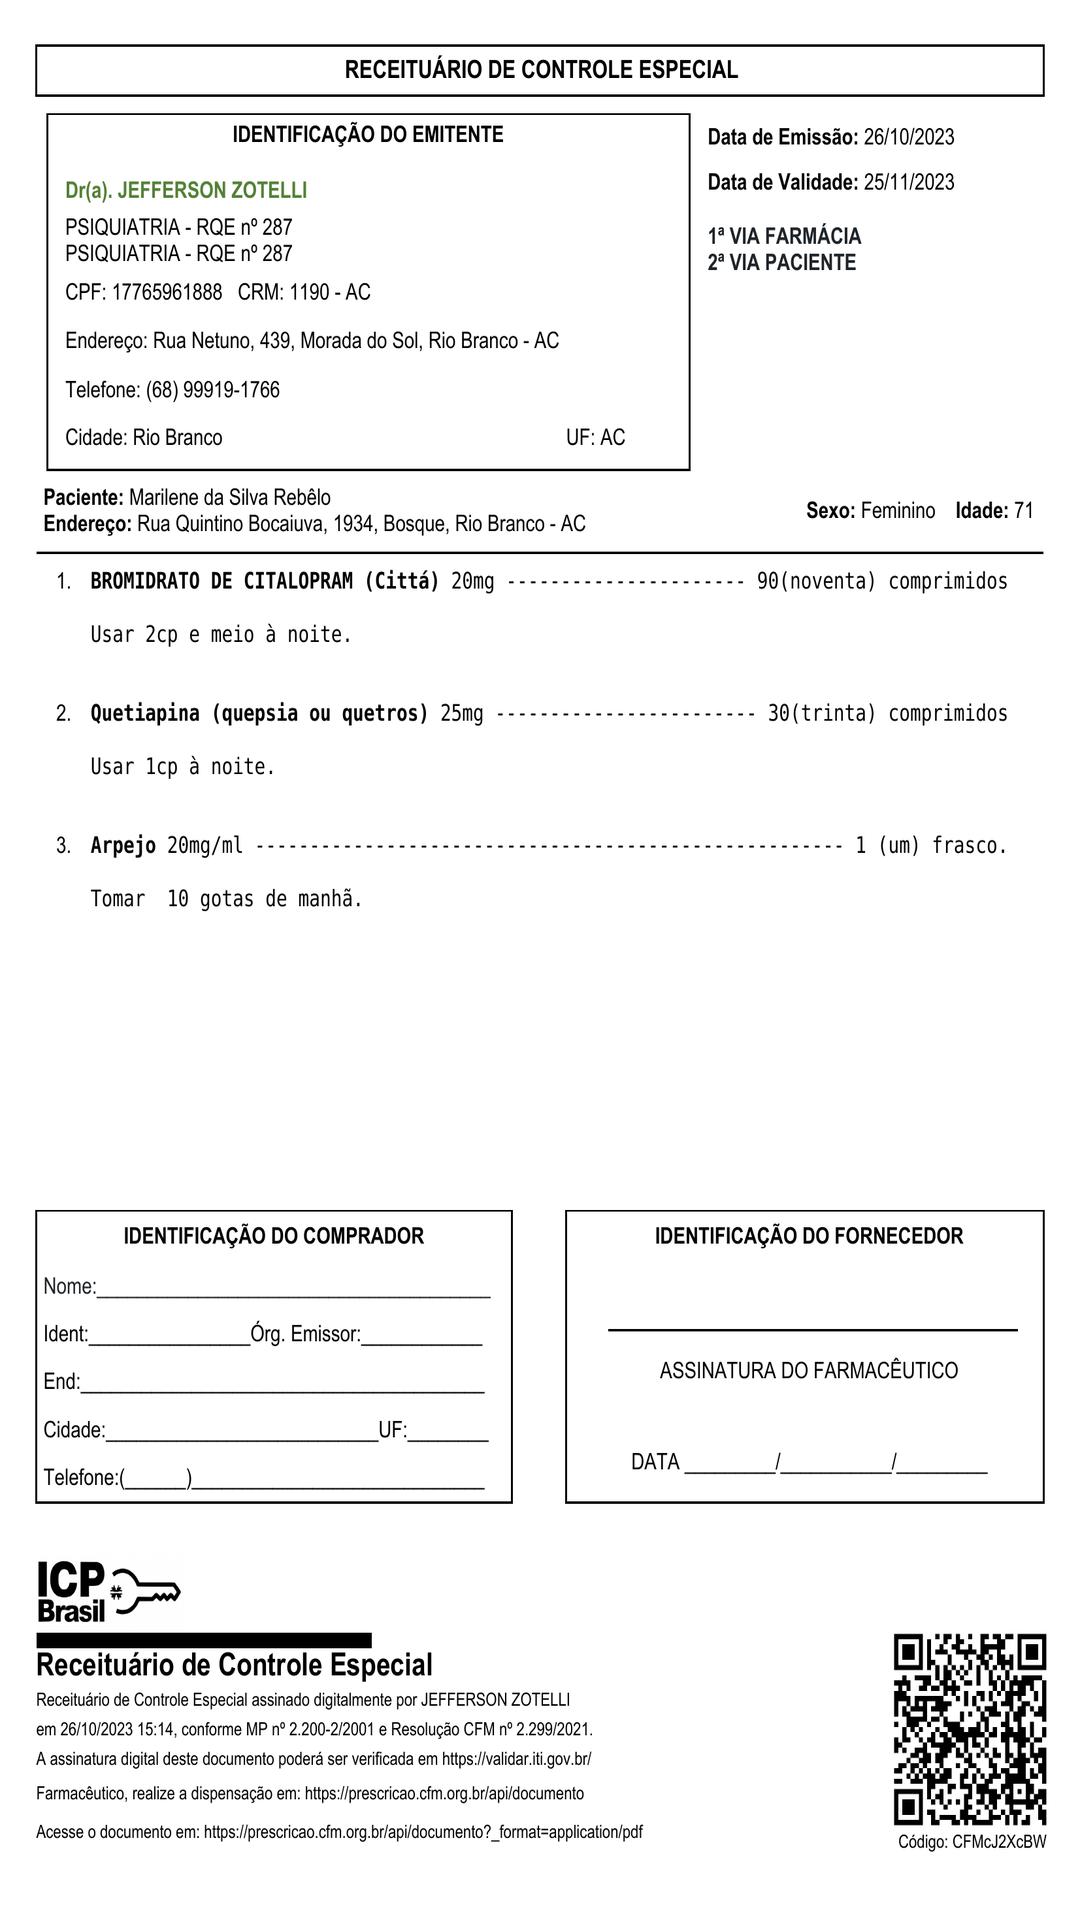 RECEITUÁRIO DE CONTROLE ESPECIAL
IDENTIFICAÇÃO DO EMITENTE
Dr(a). JEFFERSON ZOTELLI
PSIQUIATRIA - RQE nº 287
PSIQUIATRIA - RQE nº 287
CPF: 17765961888 CRM: 1190 - AC
Endereço: Rua Netuno, 439, Morada do Sol, Rio Branco - AC
Telefone: (68) 99919-1766
Cidade: Rio Branco UF: AC
Data de Emissão: 26/10/2023
Data de Validade: 25/11/2023
1ª VIA FARMÁCIA
2ª VIA PACIENTE
Paciente: Marilene da Silva Rebêlo
Endereço: Rua Quintino Bocaiuva, 1934, Bosque, Rio Branco - AC
Sexo: Feminino Idade: 71
1. BROMIDRATO DE CITALOPRAM (Cittá) 20mg ---------------------- 90(noventa) comprimidos
Usar 2cp e meio à noite.
2. Quetiapina (quepsia ou quetros) 25mg ------------------------ 30(trinta) comprimidos
Usar 1cp à noite.
3. Arpejo 20mg/ml ------------------------------------------------------ 1 (um) frasco.
Tomar 10 gotas de manhã.
IDENTIFICAÇÃO DO COMPRADOR
Nome:_______________________________________
Ident:________________Órg. Emissor:____________
End:________________________________________
Cidade:___________________________UF:________
Telefone:(______)_____________________________
IDENTIFICAÇÃO DO FORNECEDOR
ASSINATURA DO FARMACÊUTICO
DATA _________/___________/_________
ICP
Brasil
Receituário de Controle Especial
Receituário de Controle Especial assinado digitalmente por JEFFERSON ZOTELLI
em 26/10/2023 15:14, conforme MP nº 2.200-2/2001 e Resolução CFM nº 2.299/2021.
A assinatura digital deste documento poderá ser verificada em https://validar.iti.gov.br/
Farmacêutico, realize a dispensação em: https://prescricao.cfm.org.br/api/documento
Acesse o documento em: https://prescricao.cfm.org.br/api/documento?_format=application/pdf
Código: CFMcJ2XcBW